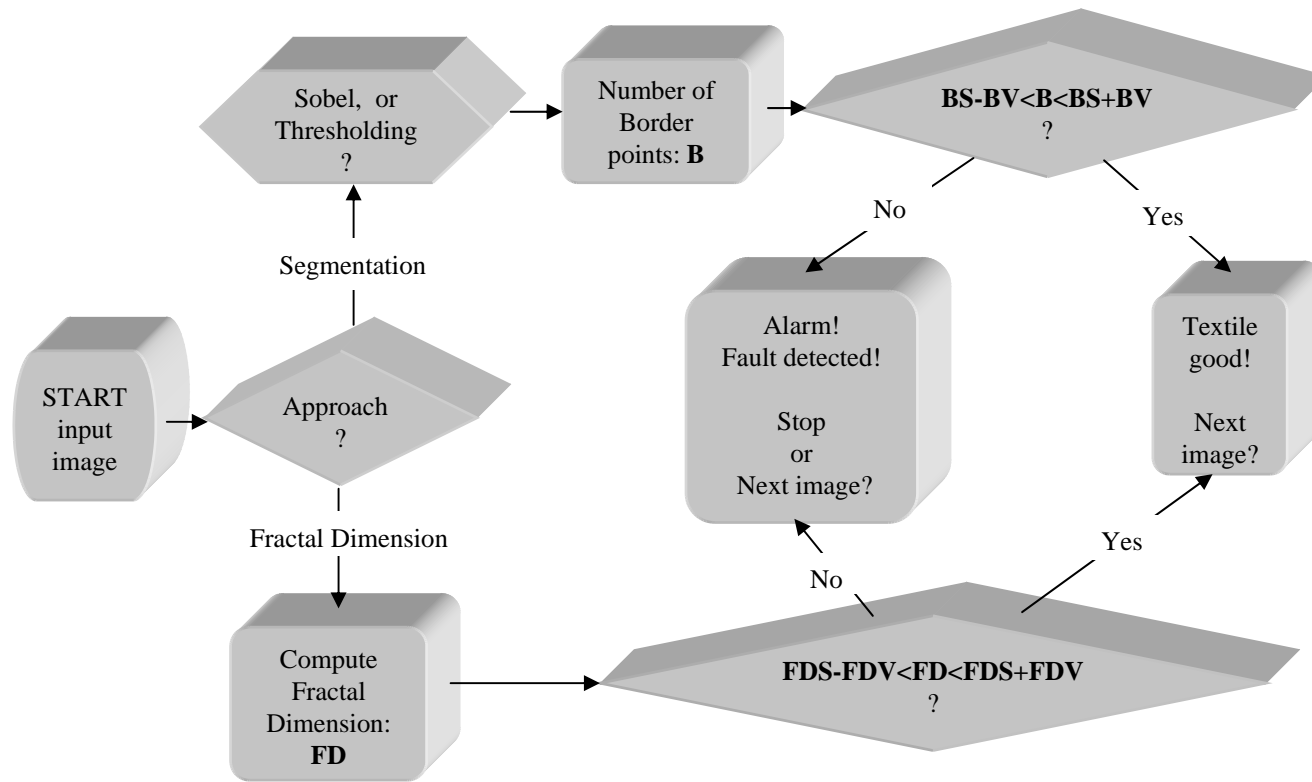 Sobel, or
Thresholding
?
Number of
Border
points: B
BS-BV<B<BS+BV
?
No
Yes
Segmentation
Alarm!
Fault detected!
Stop
or
Next image?
Textile
good!
Next
image?
START
input
image
Approach
?
Fractal Dimension
Yes
No
Compute
Fractal
Dimension:
FD
FDS-FDV<FD<FDS+FDV
?